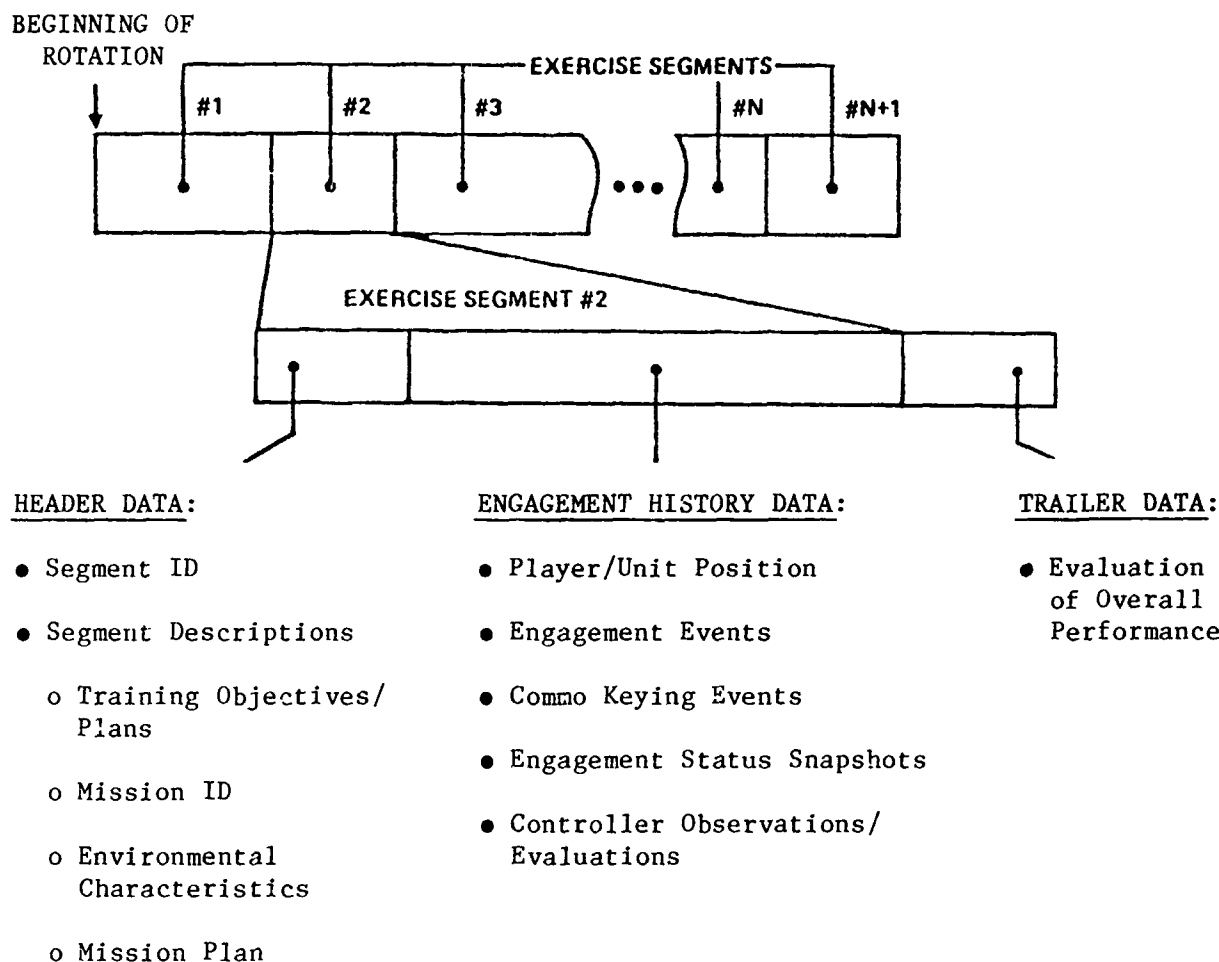 BEGINNING OF
ROTATION
EXERCISE SEGMENTS
#1
#2
#3
#N
#N+1
EXERCISE SEGMENT #2
HEADER DATA:
● Segment ID
● Segment Descriptions
o Training Objectives/
Plans
o Mission ID
o Environmental
Characteristics
o Mission Plan
ENGAGEMENT HISTORY DATA:
● Player/Unit Position
● Engagement Events
● Commo Keying Events
● Engagement Status Snapshots
● Controller Observations/
Evaluations
TRAILER DATA:
● Evaluation
of Overall
Performance